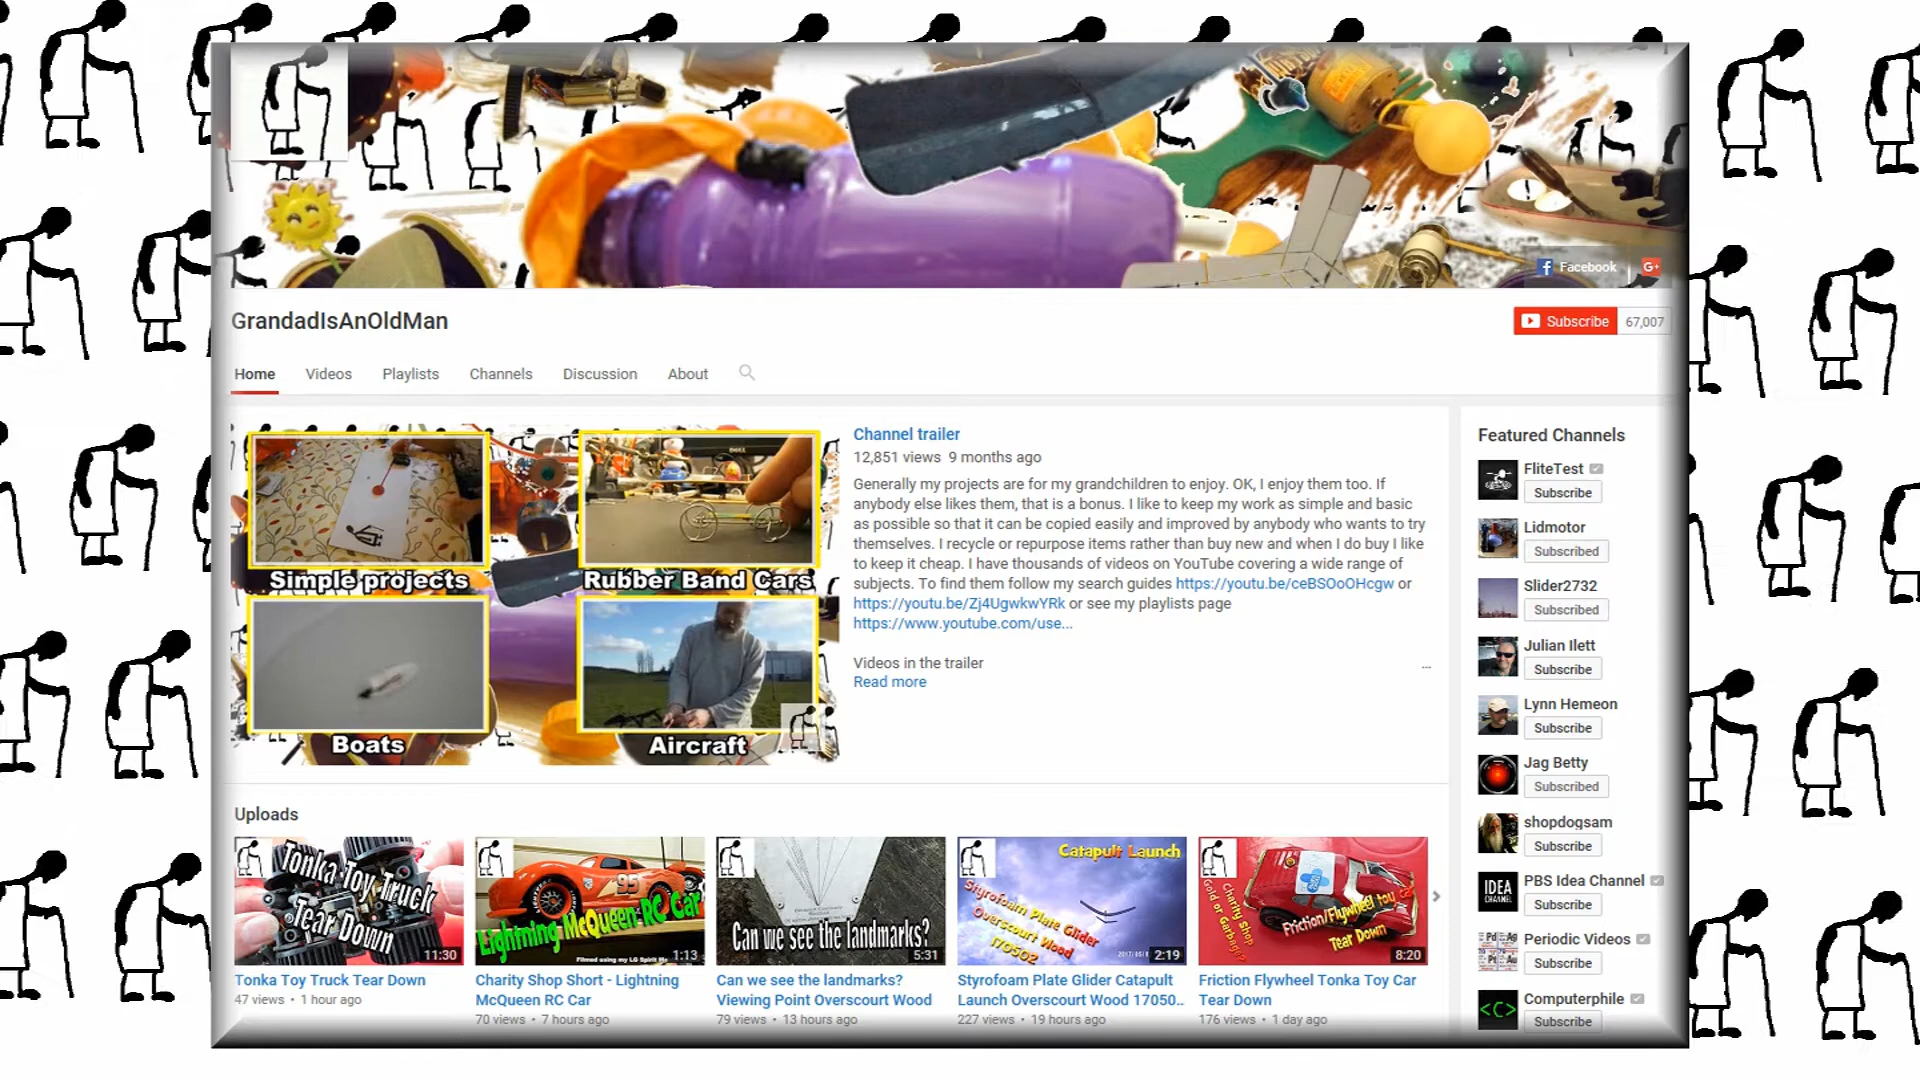 Facebook
G+
GrandadIsAnOldMan
Subscribe 67,007
Home Videos Playlists Channels Discussion About
Simple projects
Rubber Band Cars
Boats
Aircraft
Channel trailer
12,851 views 9 months ago
Generally my projects are for my grandchildren to enjoy. OK, I enjoy them too. If
anybody else likes them, that is a bonus. I like to keep my work as simple and basic
as possible so that it can be copied easily and improved by anybody who wants to try
themselves. I recycle or repurpose items rather than buy new and when I do buy I like
to keep it cheap. I have thousands of videos on YouTube covering a wide range of
subjects. To find them follow my search guides https://youtu.be/ceBSOoOHcgw or
https://youtu.be/Zj4UgwkwYRk or see my playlists page
https://www.youtube.com/use...
Videos in the trailer
...
Read more
Featured Channels
FliteTest
Subscribe
Lidmotor
Subscribed
Slider2732
Subscribed
Julian Ilett
Subscribe
Lynn Hemeon
Subscribe
Jag Betty
Subscribed
shopdogsam
Subscribe
IDEA
CHANNEL
PBS Idea Channel
Subscribe
Periodic Videos
Subscribe
<C>
Computerphile
Subscribe
Uploads
Tonka Toy Truck
Tear Down
11:30
Tonka Toy Truck Tear Down
47 views • 1 hour ago
95
Lightning McQueen RC Car
1:13
Charity Shop Short - Lightning
McQueen RC Car
70 views • 7 hours ago
Can we see the landmarks?
5:31
Can we see the landmarks?
Viewing Point Overscourt Wood
79 views • 13 hours ago
Catapult Launch
Styrofoam Plate Glider
Overscourt Wood
170502
2:19
Styrofoam Plate Glider Catapult
Launch Overscourt Wood 17050..
227 views • 19 hours ago
Charity Shop
Gold or Garbage?
Friction/Flywheel toy car
Tear Down
8:20
Friction Flywheel Tonka Toy Car
Tear Down
176 views • 1 day ago